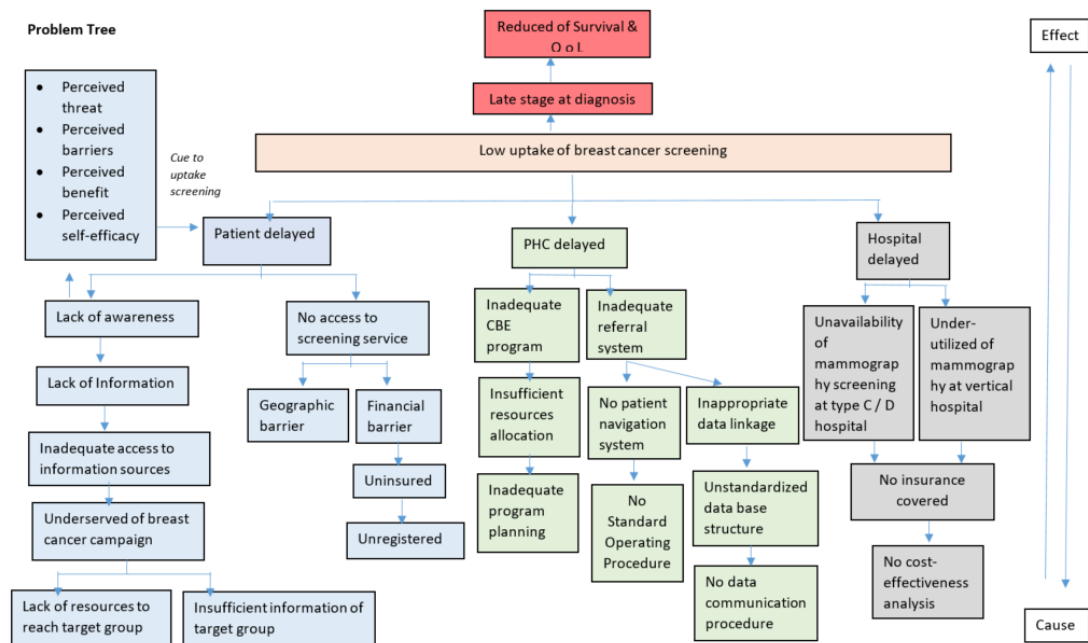 Problem Tree
Reduced of Survival &
Q o L
Effect
Late stage at diagnosis
Low uptake of breast cancer screening
• Perceived
threat
• Perceived
barriers
• Perceived
benefit
• Perceived
self-efficacy
Cue to
uptake
screening
Patient delayed
PHC delayed
Hospital
delayed
Lack of awareness
No access to
screening service
Inadequate
CBE
program
Inadequate
referral
system
Unavailability
of
mammogra
phy screening
at type C / D
hospital
Under-
utilized of
mammogra
phy at vertical
hospital
Lack of Information
Geographic
barrier
Financial
barrier
Insufficient
resources
allocation
No patient
navigation
system
Inappropriate
data linkage
Inadequate access to
information sources
Uninsured
Inadequate
program
planning
No
Standard
Operating
Procedure
Unstandardized
data base
structure
No insurance
covered
Underserved of breast
cancer campaign
Unregistered
No data
communication
procedure
No cost-
effectiveness
analysis
Lack of resources to
reach target group
Insufficient information of
target group
Cause